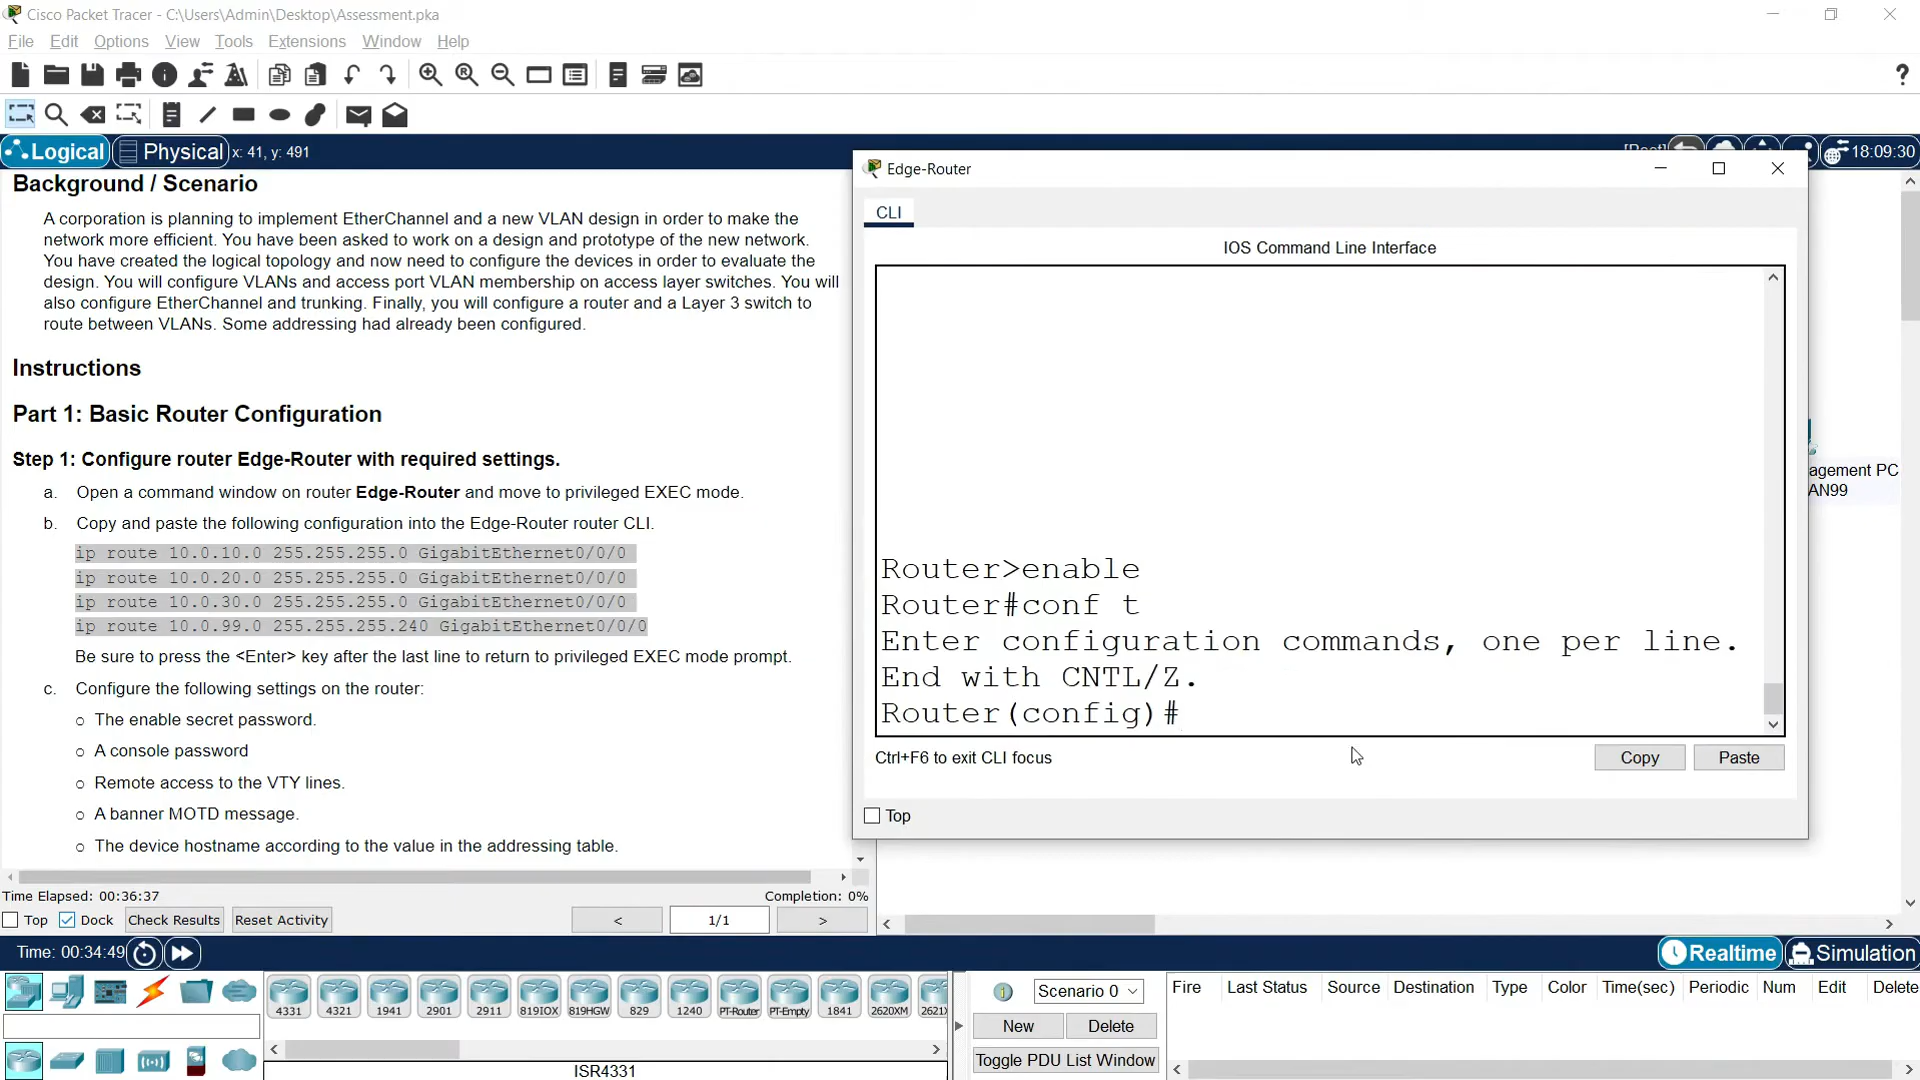 Cisco Packet Tracer - C:\Users\Admin\Desktop\Assessment.pka
File Edit Options View Tools Extensions Window Help
?
Logical Physical x: 41, y: 491
18:09:30
Background / Scenario
A corporation is planning to implement EtherChannel and a new VLAN design in order to make the
network more efficient. You have been asked to work on a design and prototype of the new network.
You have created the logical topology and now need to configure the devices in order to evaluate the
design. You will configure VLANs and access port VLAN membership on access layer switches. You will
also configure EtherChannel and trunking. Finally, you will configure a router and a Layer 3 switch to
route between VLANs. Some addressing had already been configured.
Instructions
Part 1: Basic Router Configuration
Step 1: Configure router Edge-Router with required settings.
a. Open a command window on router Edge-Router and move to privileged EXEC mode.
b. Copy and paste the following configuration into the Edge-Router router CLI.
ip route 10.0.10.0 255.255.255.0 GigabitEthernet0/0/0
ip route 10.0.20.0 255.255.255.0 GigabitEthernet0/0/0
ip route 10.0.30.0 255.255.255.0 GigabitEthernet0/0/0
ip route 10.0.99.0 255.255.255.240 GigabitEthernet0/0/0
Be sure to press the <Enter> key after the last line to return to privileged EXEC mode prompt.
c. Configure the following settings on the router:
o The enable secret password.
o A console password
o Remote access to the VTY lines.
o A banner MOTD message.
o The device hostname according to the value in the addressing table.
Time Elapsed: 00:36:37 Completion: 0%
Top Dock Check Results Reset Activity < 1/1 >
Edge-Router
CLI
IOS Command Line Interface
Router>enable
Router#conf t
Enter configuration commands, one per line.
End with CNTL/Z.
Router(config)#
Ctrl+F6 to exit CLI focus Copy Paste
Top
agement PC
AN99
Time: 00:34:49 Realtime Simulation
4331 4321 1941 2901 2911 819IOX 819HGW 829 1240 PT-Router PT-Empty 1841 2620XM 2621X
ISR4331
Scenario 0
New Delete
Toggle PDU List Window
Fire Last Status Source Destination Type Color Time(sec) Periodic Num Edit Delete